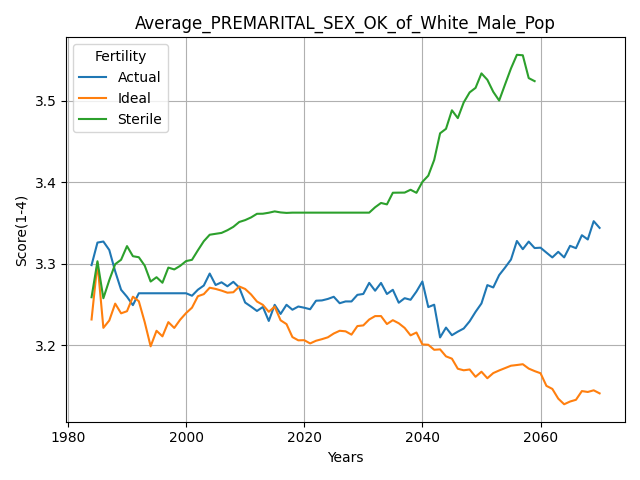 Average_PREMARITAL_SEX_OK_of_White_Male_Pop
Fertility
Actual
Ideal
Sterile
Score(1-4)
3.5
3.4
3.3
3.2
1980 2000 2020 2040 2060
Years